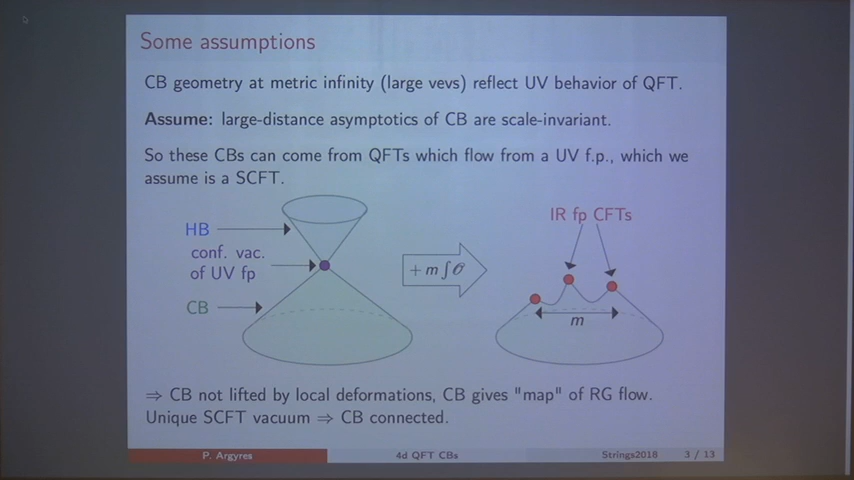 Some assumptions
CB geometry at metric infinity (large vevs) reflect UV behavior of QFT.
Assume: large-distance asymptotics of CB are scale-invariant.
So these CBs can come from QFTs which flow from a UV f.p., which we
assume is a SCFT.
HB
conf. vac.
of UV fp
CB
+ m ∫ 𝒪
IR fp CFTs
m
⇒ CB not lifted by local deformations, CB gives "map" of RG flow.
Unique SCFT vacuum ⇒ CB connected.
P. Argyres
4d QFT CBs
Strings2018
3 / 13